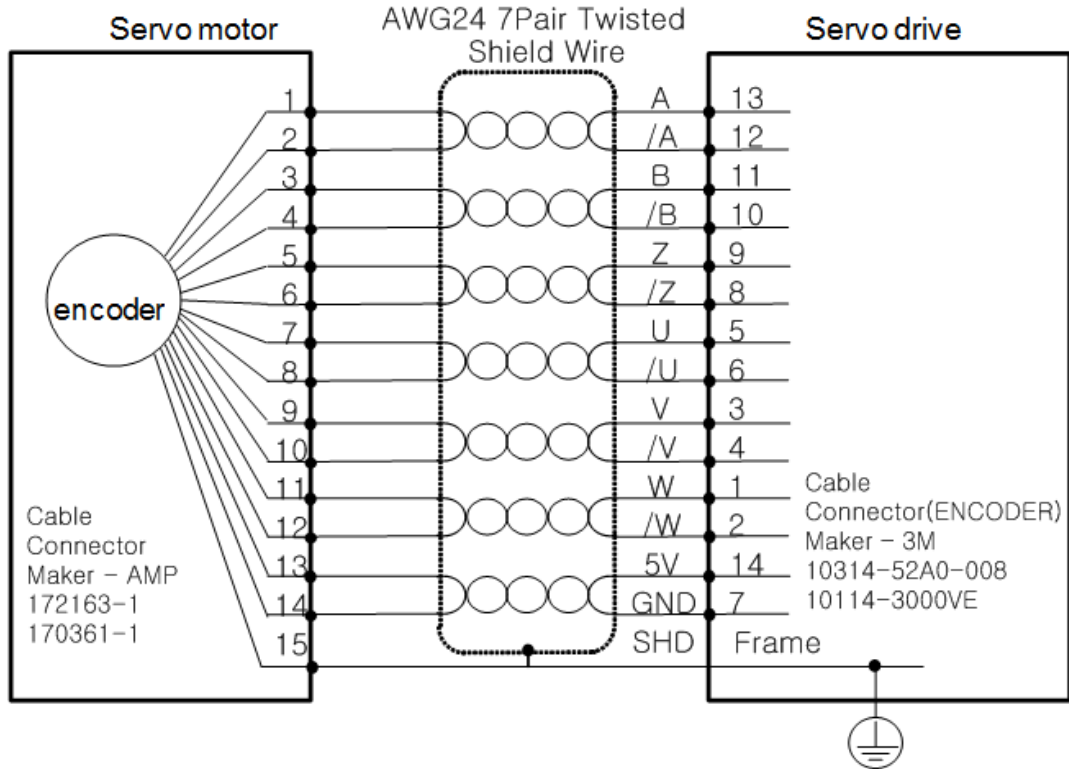 Servo motor
AWG24 7Pair Twisted
Shield Wire
Servo drive
1 A 13
2 /A 12
3 B 11
4 /B 10
5 Z 9
6 /Z 8
7 U 5
8 /U 6
9 V 3
10 /V 4
11 W 1
12 /W 2
13 5V 14
14 GND 7
15 SHD Frame
encoder
Cable
Connector
Maker - AMP
172163-1
170361-1
Cable
Connector(ENCODER)
Maker - 3M
10314-52A0-008
10114-3000VE